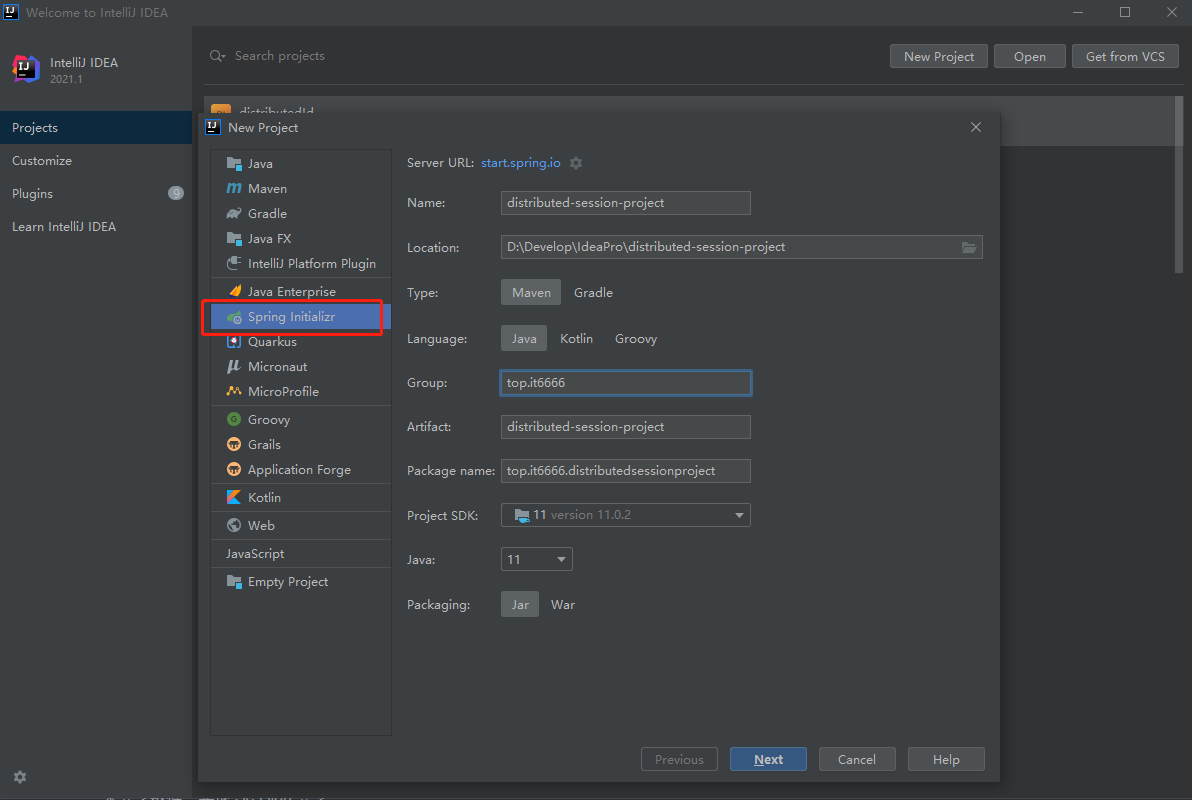 Welcome to IntelliJ IDEA
IntelliJ IDEA
2021.1
Search projects
New Project
Open
Get from VCS
Projects
Customize
Plugins
9
Learn IntelliJ IDEA
distributedId
New Project
Java
Maven
Gradle
Java FX
IntelliJ Platform Plugin
Java Enterprise
Spring Initializr
Quarkus
Micronaut
MicroProfile
Groovy
Grails
Application Forge
Kotlin
Web
JavaScript
Empty Project
Server URL: start.spring.io
Name: distributed-session-project
Location: D:\Develop\IdeaPro\distributed-session-project
Type: Maven Gradle
Language: Java Kotlin Groovy
Group: top.it6666
Artifact: distributed-session-project
Package name: top.it6666.distributedsessionproject
Project SDK: 11 version 11.0.2
Java: 11
Packaging: Jar War
Previous
Next
Cancel
Help